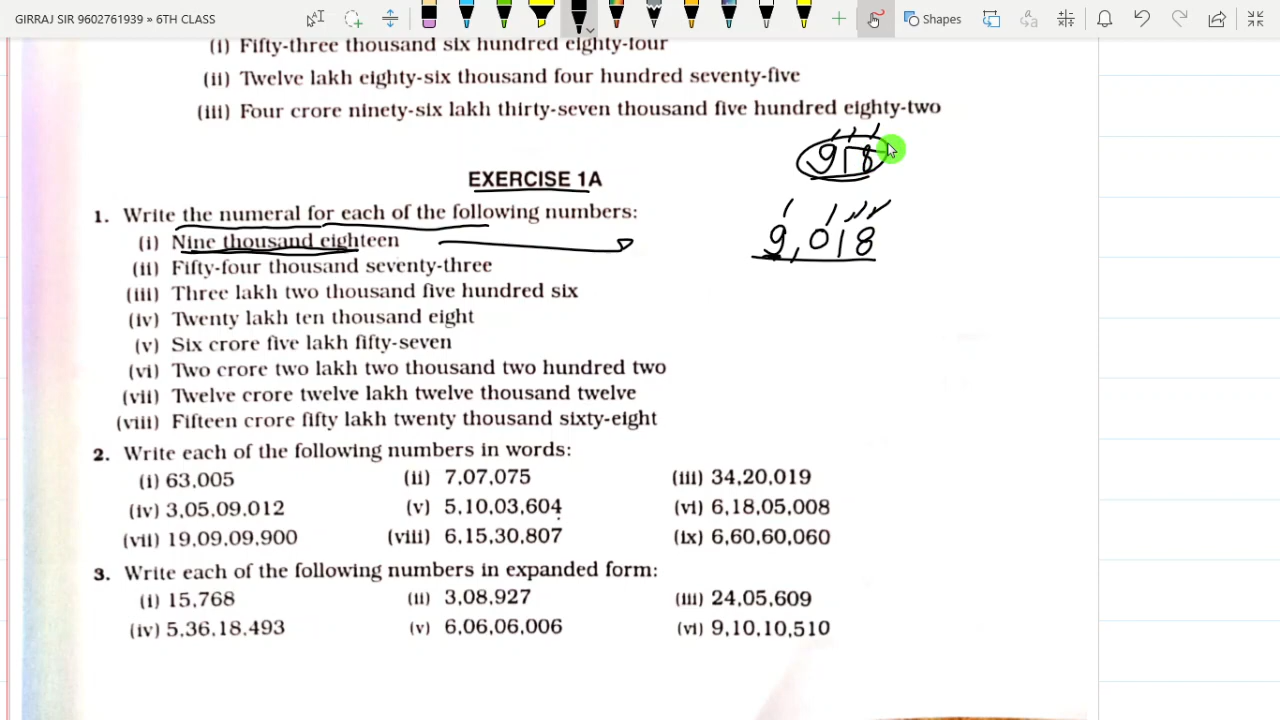 GIRRAJ SIR 9602761939 » 6TH CLASS
Shapes
(i) Fifty-three thousand six hundred eighty-four
(ii) Twelve lakh eighty-six thousand four hundred seventy-five
(iii) Four crore ninety-six lakh thirty-seven thousand five hundred eighty-two
918
EXERCISE 1A
1. Write the numeral for each of the following numbers:
(i) Nine thousand eighteen
9,018
(ii) Fifty-four thousand seventy-three
(iii) Three lakh two thousand five hundred six
(iv) Twenty lakh ten thousand eight
(v) Six crore five lakh fifty-seven
(vi) Two crore two lakh two thousand two hundred two
(vii) Twelve crore twelve lakh twelve thousand twelve
(viii) Fifteen crore fifty lakh twenty thousand sixty-eight
2. Write each of the following numbers in words:
(i) 63,005 (ii) 7,07,075 (iii) 34,20,019
(iv) 3,05,09,012 (v) 5,10,03,604 (vi) 6,18,05,008
(vii) 19,09,09,900 (viii) 6,15,30,807 (ix) 6,60,60,060
3. Write each of the following numbers in expanded form:
(i) 15,768 (ii) 3,08,927 (iii) 24,05,609
(iv) 5,36,18,493 (v) 6,06,06,006 (vi) 9,10,10,510